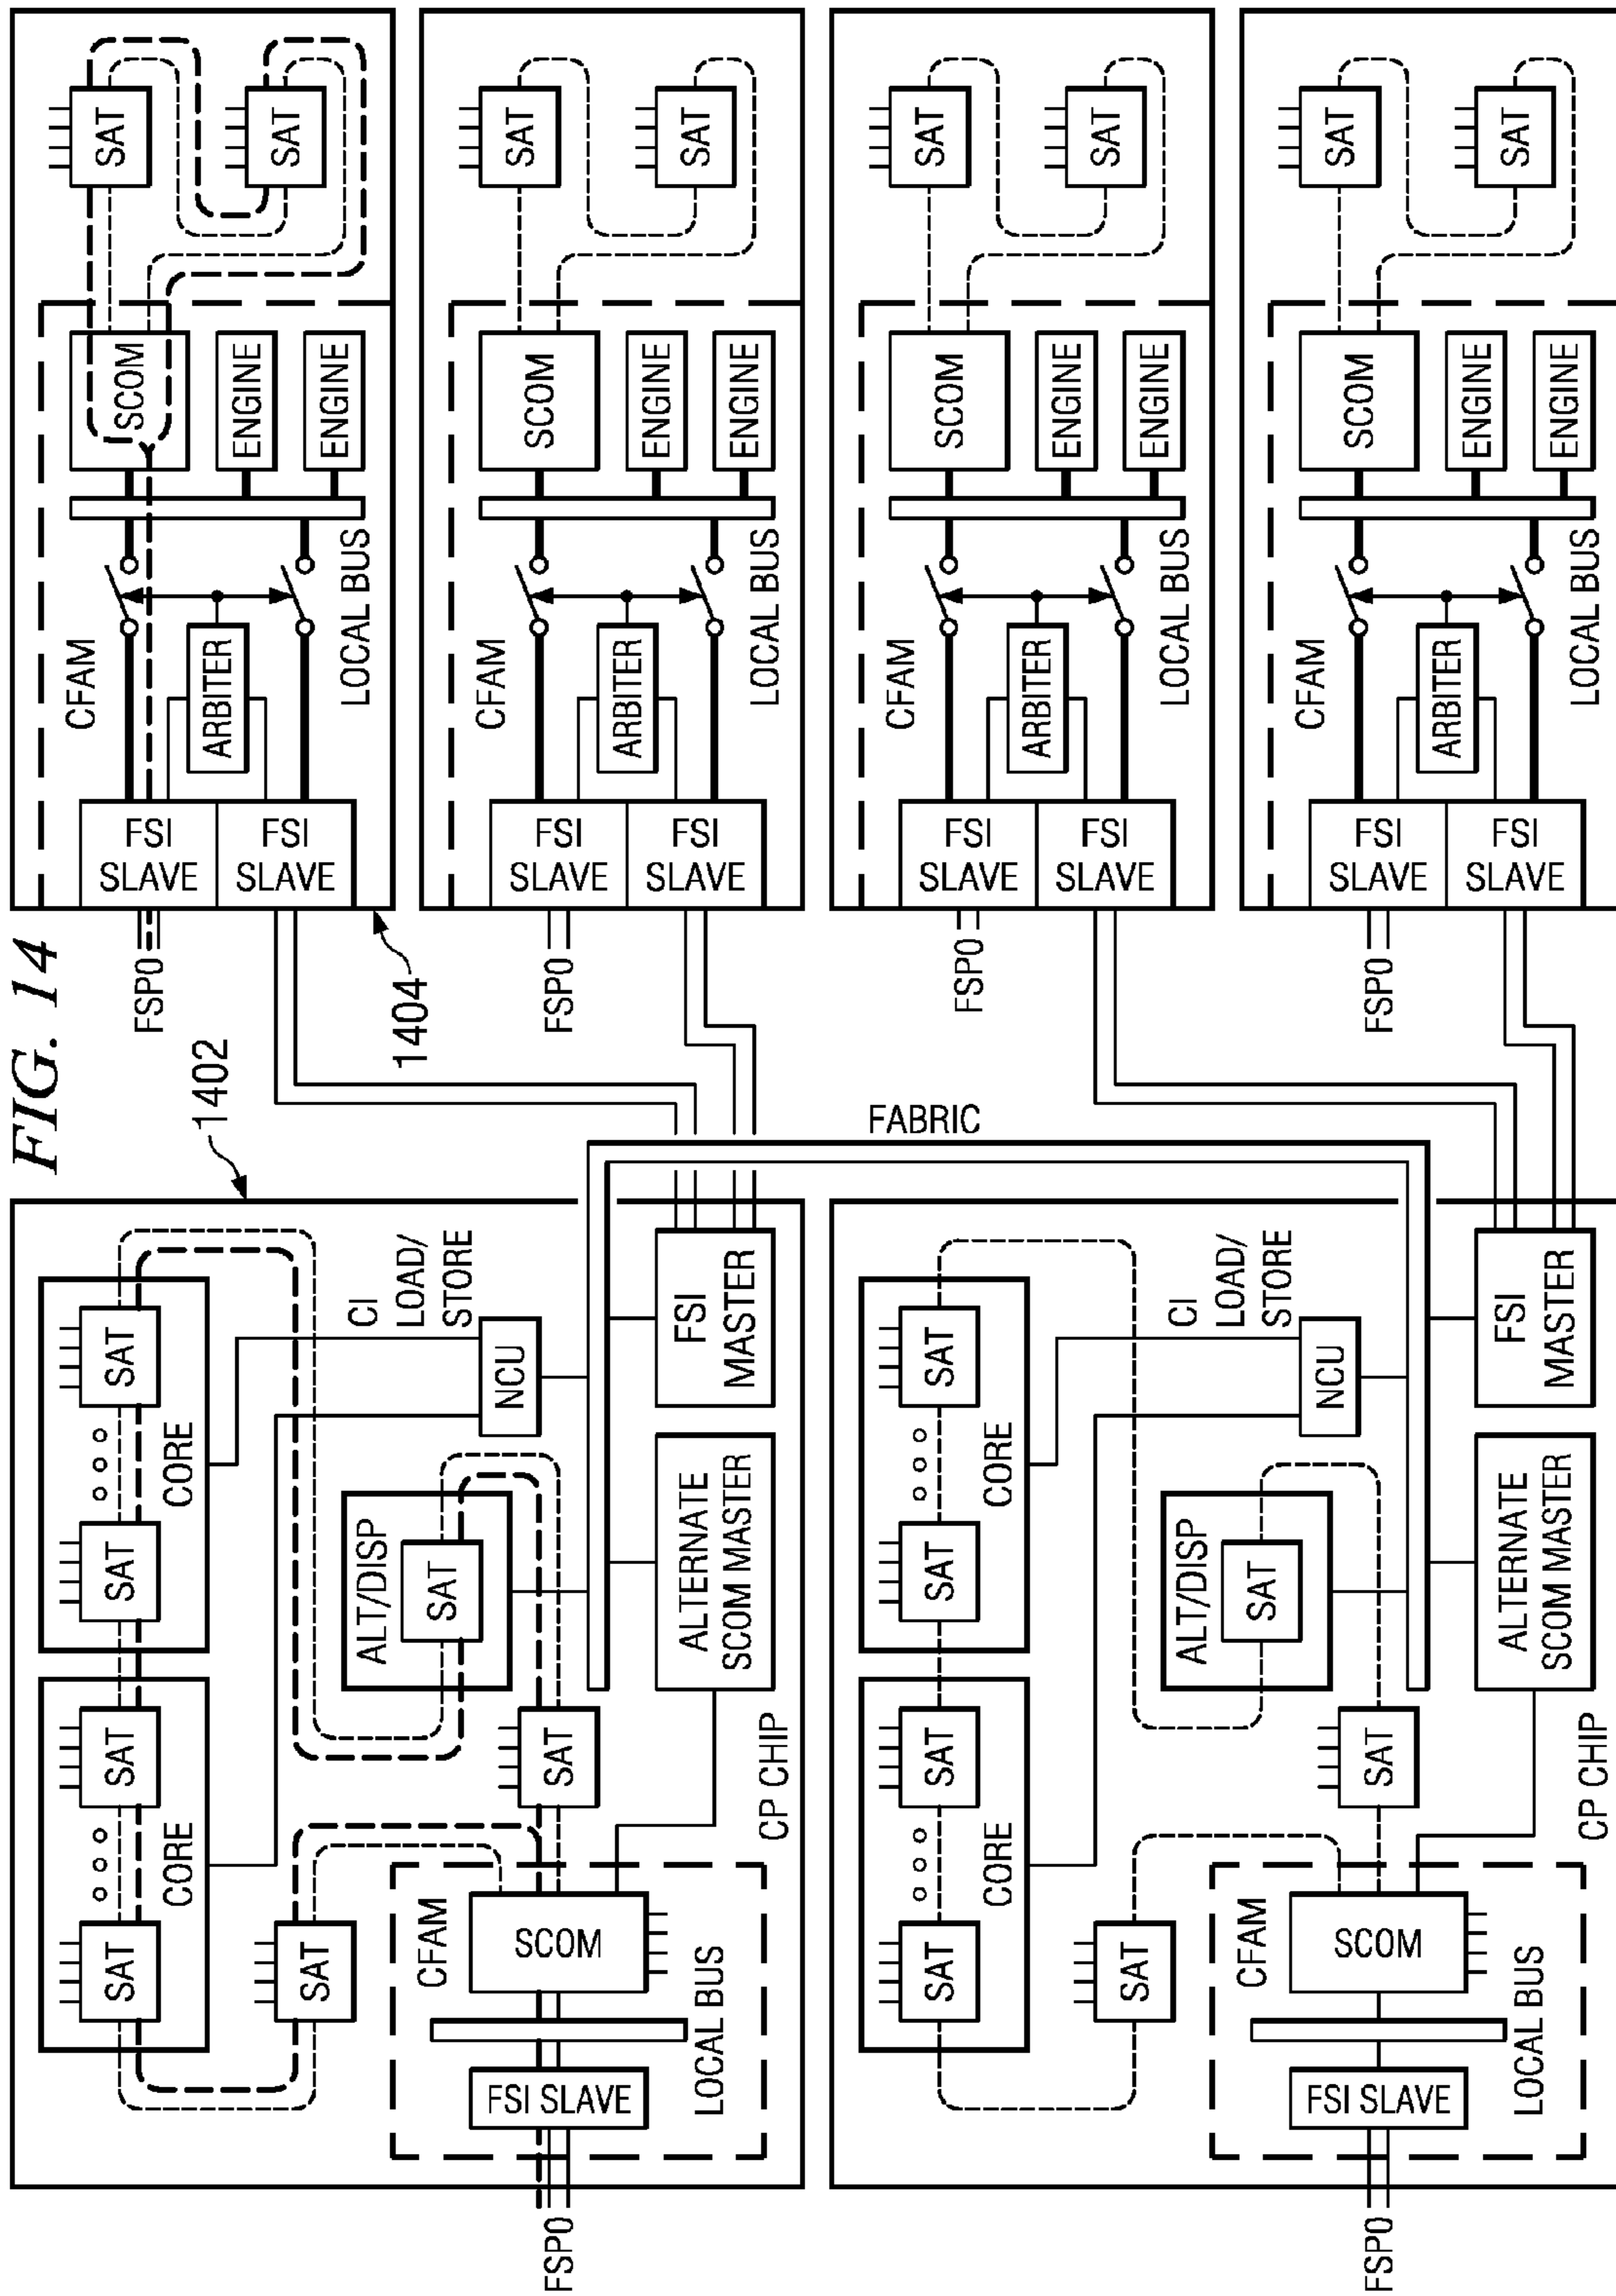 FIG. 14
1402
SAT
SAT
CORE
SAT
SAT
CORE
SAT
CI
LOAD/
STORE
NCU
ALT/DISP
SAT
SAT
FSI
MASTER
ALTERNATE
SCOM MASTER
CFAM
SCOM
LOCAL BUS
FSI SLAVE
CP CHIP
FSP0
FABRIC
SAT
SAT
CORE
SAT
SAT
CORE
SAT
CI
LOAD/
STORE
NCU
ALT/DISP
SAT
SAT
FSI
MASTER
ALTERNATE
SCOM MASTER
CFAM
SCOM
LOCAL BUS
FSI SLAVE
CP CHIP
FSP0
1404
FSP0
FSI
SLAVE
FSI
SLAVE
CFAM
ARBITER
LOCAL BUS
SCOM
ENGINE
ENGINE
SAT
SAT
FSP0
FSI
SLAVE
FSI
SLAVE
CFAM
ARBITER
LOCAL BUS
SCOM
ENGINE
ENGINE
SAT
SAT
FSP0
FSI
SLAVE
FSI
SLAVE
CFAM
ARBITER
LOCAL BUS
SCOM
ENGINE
ENGINE
SAT
SAT
FSP0
FSI
SLAVE
FSI
SLAVE
CFAM
ARBITER
LOCAL BUS
SCOM
ENGINE
ENGINE
SAT
SAT